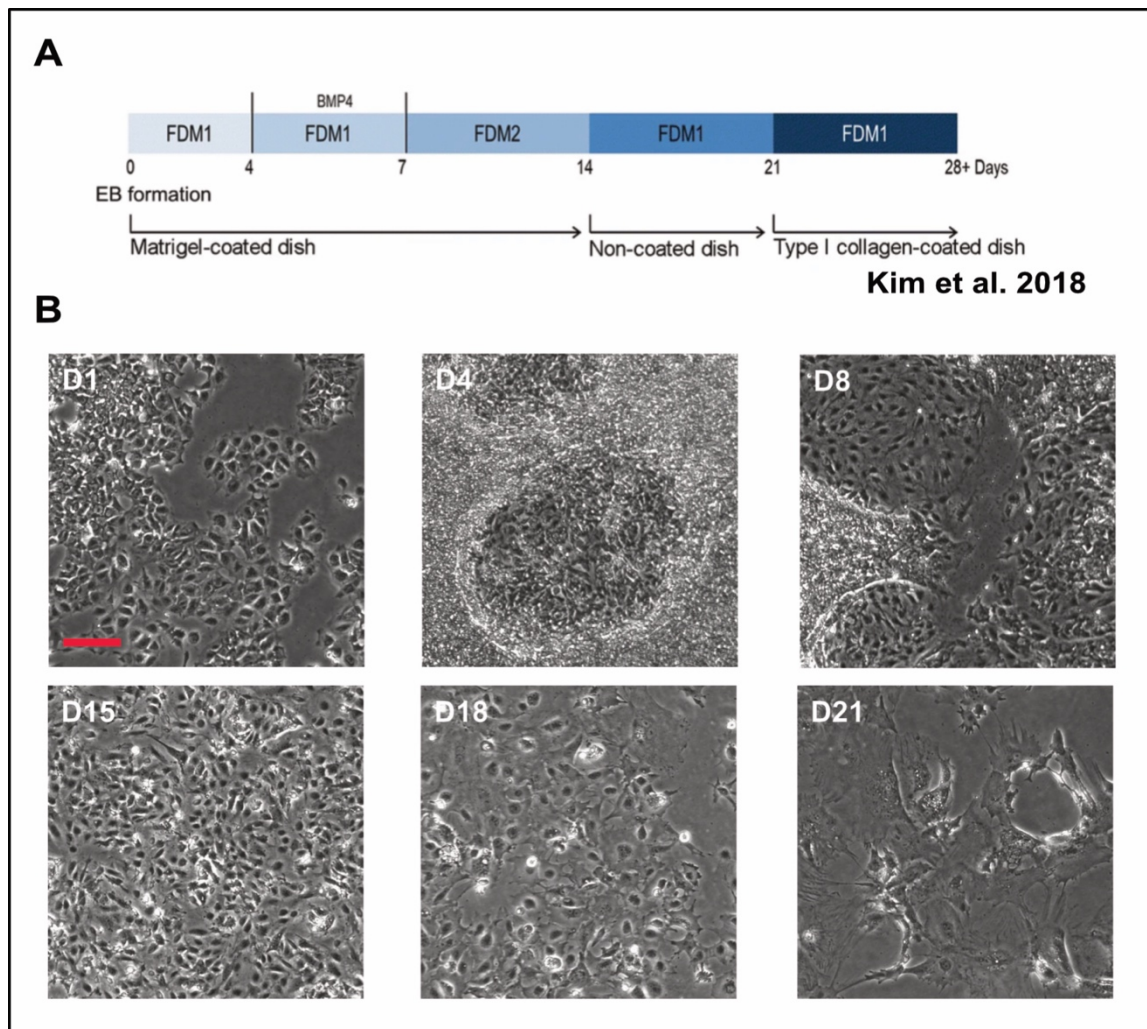 A
BMP4
FDM1 FDM1 FDM2 FDM1 FDM1
0 4 7 14 21 28+ Days
EB formation
Matrigel-coated dish Non-coated dish Type I collagen-coated dish
Kim et al. 2018
B
D1 D4 D8
D15 D18 D21